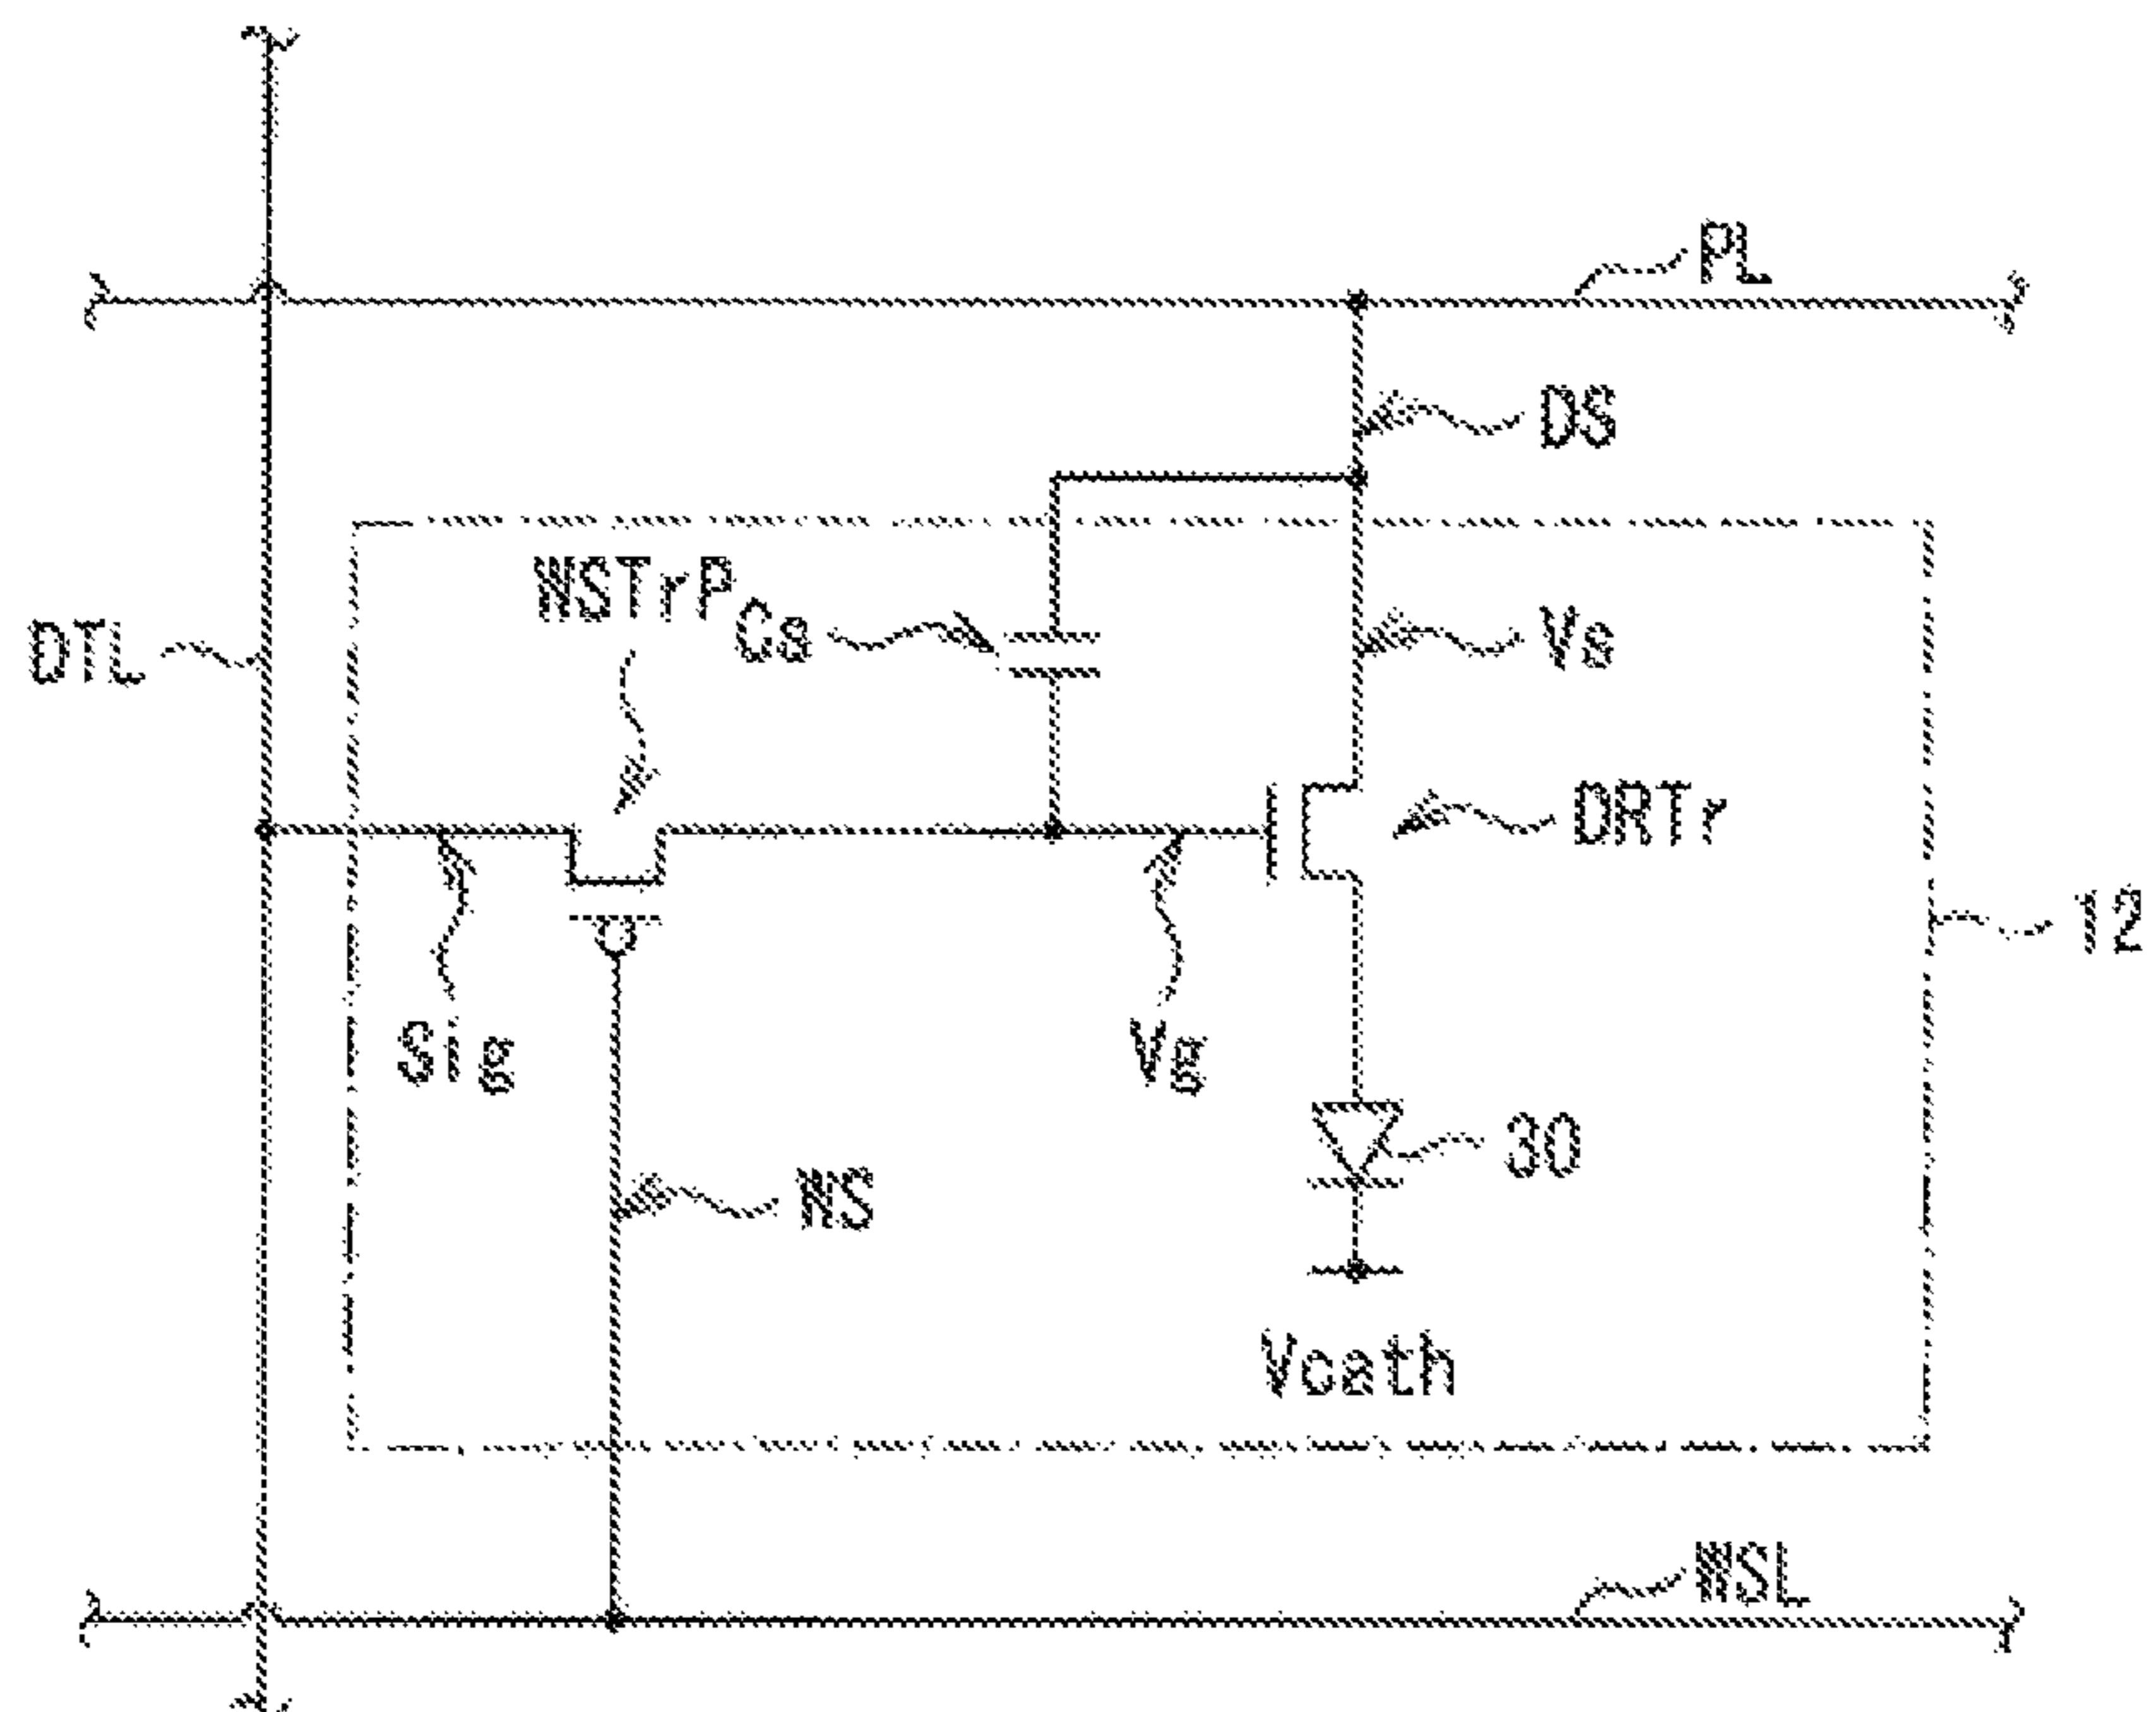 PL
DS
WSTrP
Cs
Vs
DTL
DRTr
12
Sig
Vg
30
WS
Vcath
WSL